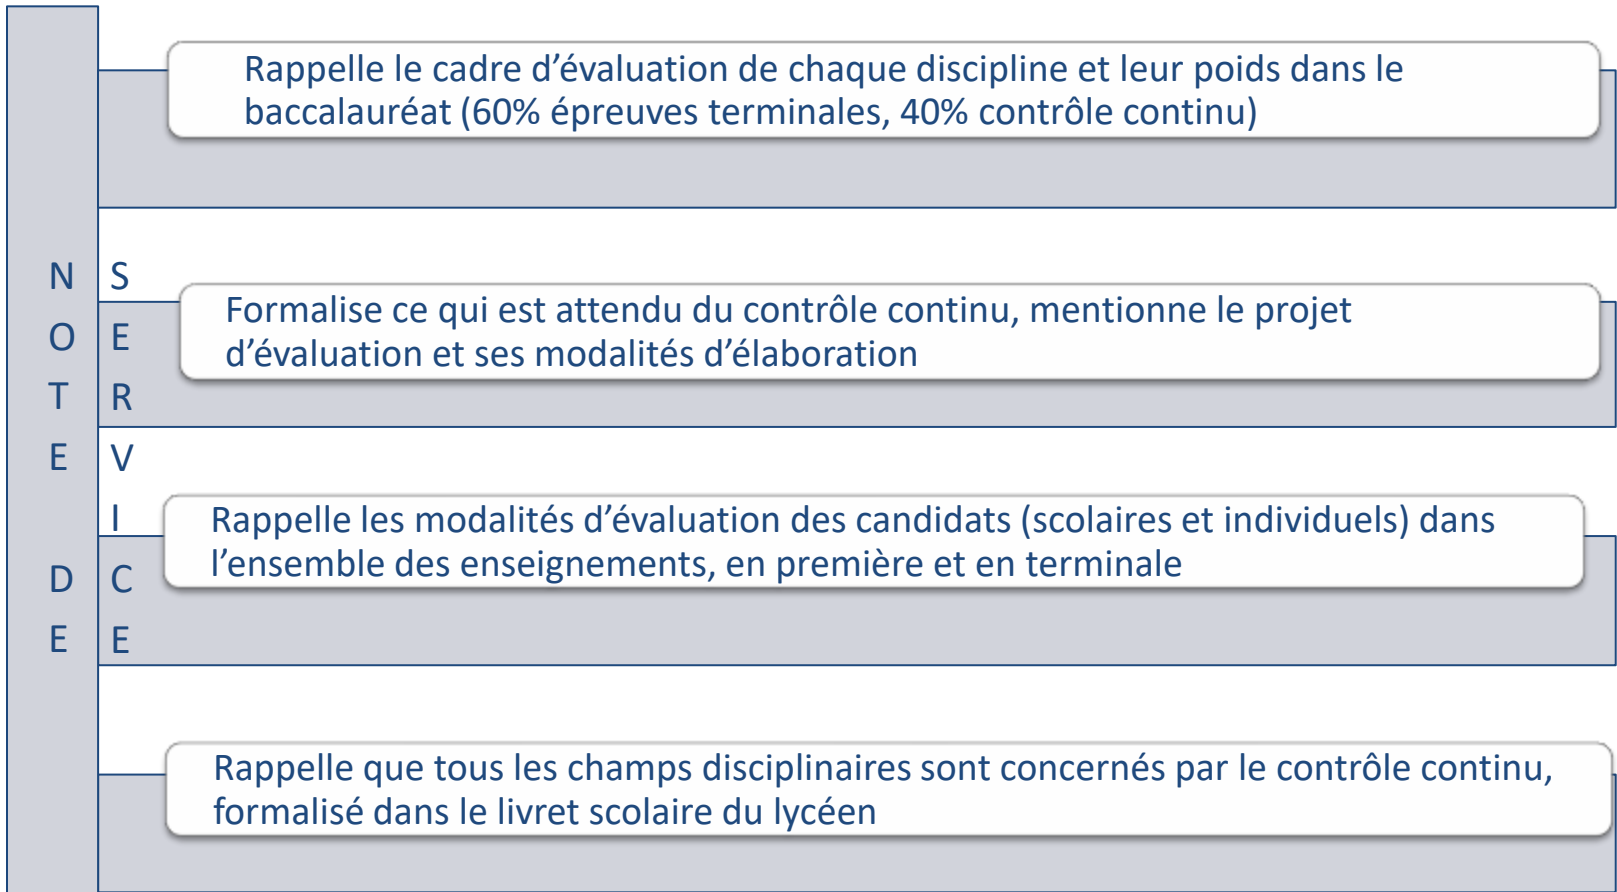 NOTE DE
SERVICE
Rappelle le cadre d’évaluation de chaque discipline et leur poids dans le
baccalauréat (60% épreuves terminales, 40% contrôle continu)
Formalise ce qui est attendu du contrôle continu, mentionne le projet
d’évaluation et ses modalités d’élaboration
Rappelle les modalités d’évaluation des candidats (scolaires et individuels) dans
l’ensemble des enseignements, en première et en terminale
Rappelle que tous les champs disciplinaires sont concernés par le contrôle continu,
formalisé dans le livret scolaire du lycéen